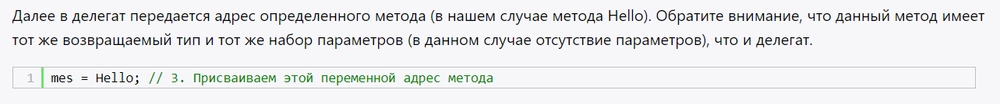 Далее в делегат передается адрес определенного метода (в нашем случае метода Hello). Обратите внимание, что данный метод имеет
тот же возвращаемый тип и тот же набор параметров (в данном случае отсутствие параметров), что и делегат.
1 mes = Hello; // 3. Присваиваем этой переменной адрес метода